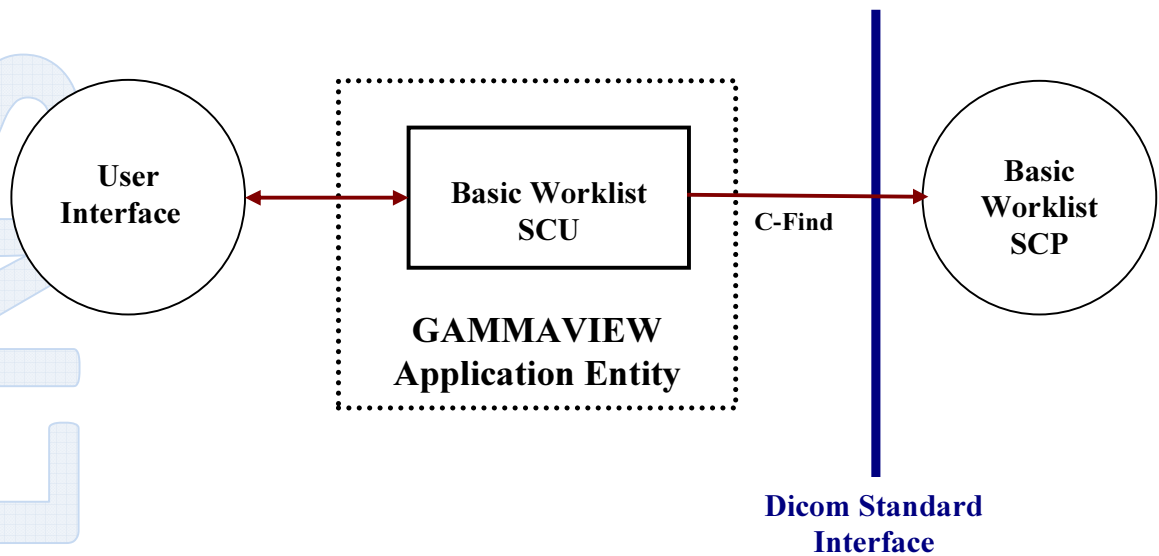 User
Interface
Basic Worklist
SCU
C-Find
Basic
Worklist
SCP
GAMMAVIEW
Application Entity
Dicom Standard
Interface